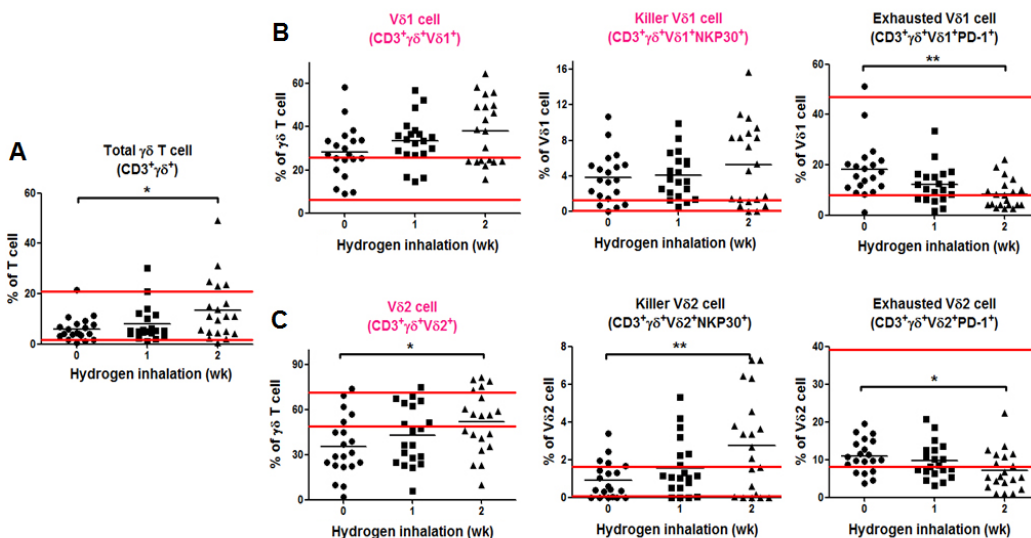 A
Total γδ T cell
(CD3⁺γδ⁺)
% of T cell
60
40
20
0
*
0 1 2
Hydrogen inhalation (wk)
B
Vδ1 cell
(CD3⁺γδ⁺Vδ1⁺)
% of γδ T cell
60
40
20
0
0 1 2
Hydrogen inhalation (wk)
Killer Vδ1 cell
(CD3⁺γδ⁺Vδ1⁺NKP30⁺)
% of Vδ1 cell
16
12
8
4
0
0 1 2
Hydrogen inhalation (wk)
Exhausted Vδ1 cell
(CD3⁺γδ⁺Vδ1⁺PD-1⁺)
% of Vδ1 cell
60
40
20
0
**
0 1 2
Hydrogen inhalation (wk)
C
Vδ2 cell
(CD3⁺γδ⁺Vδ2⁺)
% of γδ T cell
90
60
30
0
*
0 1 2
Hydrogen inhalation (wk)
Killer Vδ2 cell
(CD3⁺γδ⁺Vδ2⁺NKP30⁺)
% of Vδ2 cell
8
6
4
2
0
**
0 1 2
Hydrogen inhalation (wk)
Exhausted Vδ2 cell
(CD3⁺γδ⁺Vδ2⁺PD-1⁺)
% of Vδ2 cell
40
30
20
10
0
*
0 1 2
Hydrogen inhalation (wk)